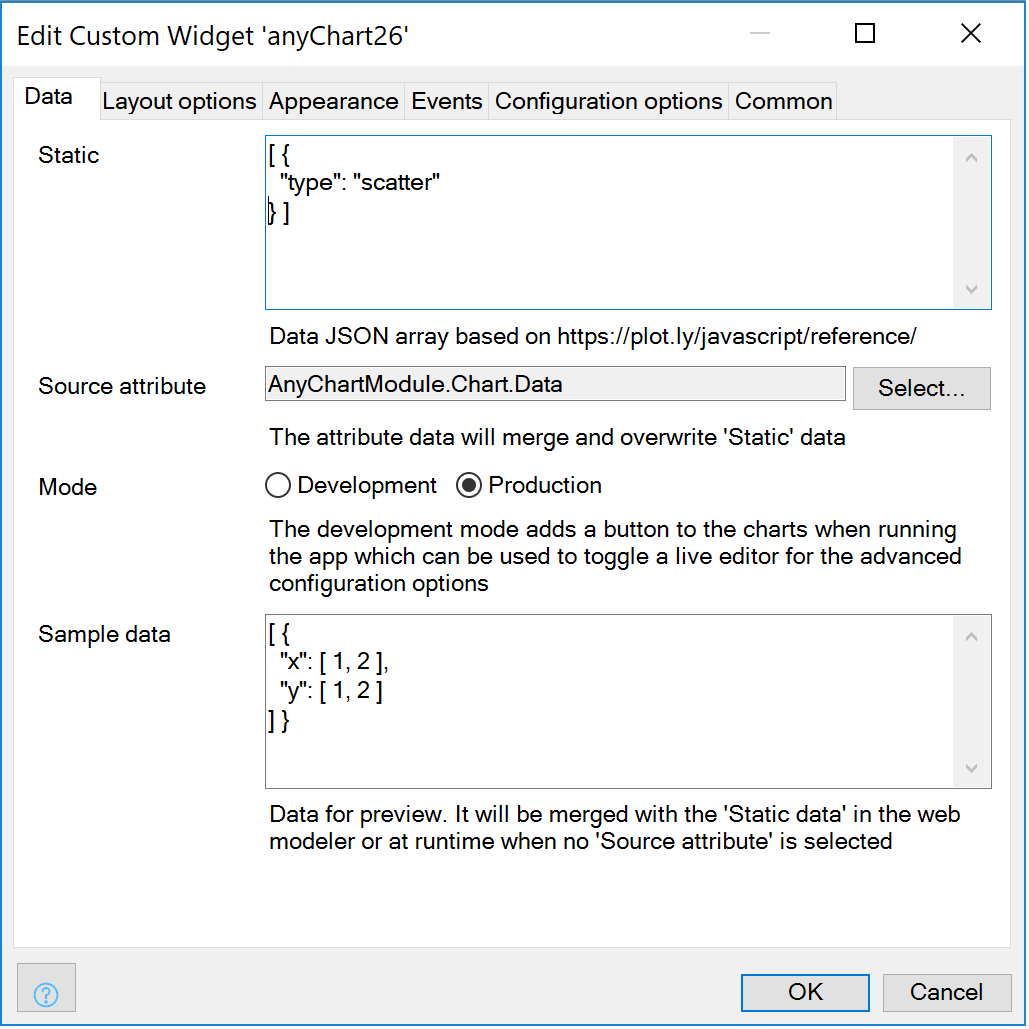 Edit Custom Widget 'anyChart26'
Data Layout options Appearance Events Configuration options Common
Static
[ {
"type": "scatter"
} ]
Data JSON array based on https://plot.ly/javascript/reference/
Source attribute AnyChartModule.Chart.Data Select...
The attribute data will merge and overwrite 'Static' data
Mode Development Production
The development mode adds a button to the charts when running
the app which can be used to toggle a live editor for the advanced
configuration options
Sample data
[ {
"x": [ 1, 2 ],
"y": [ 1, 2 ]
] }
Data for preview. It will be merged with the 'Static data' in the web
modeler or at runtime when no 'Source attribute' is selected
? OK Cancel